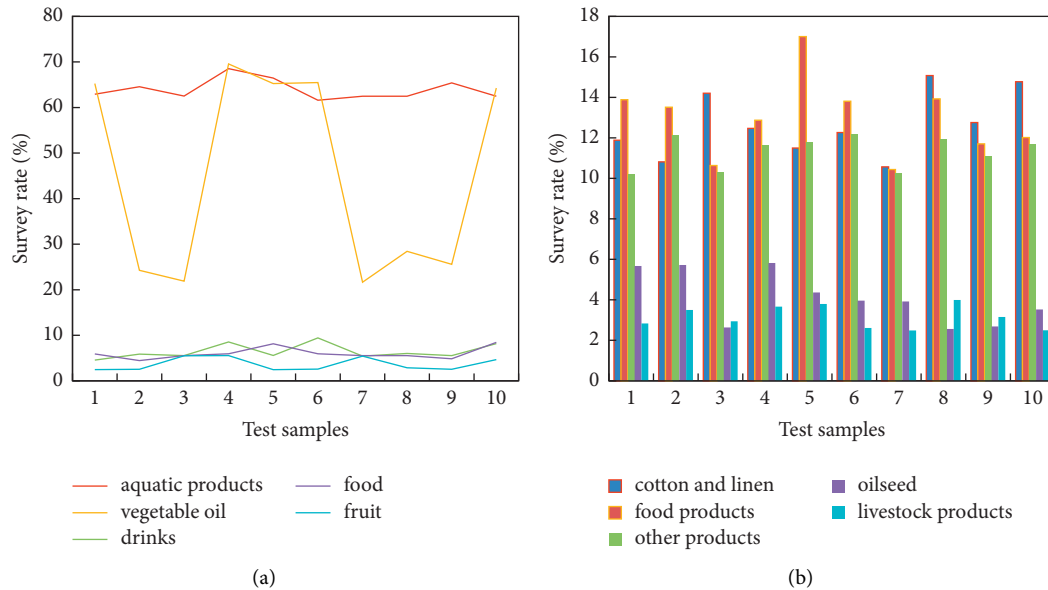 80
70
60
50
40
30
20
10
0
Survey rate (%)
1 2 3 4 5 6 7 8 9 10
Test samples
aquatic products
vegetable oil
drinks
food
fruit
(a)
18
16
14
12
10
8
6
4
2
0
Survey rate (%)
1 2 3 4 5 6 7 8 9 10
Test samples
cotton and linen
food products
other products
oilseed
livestock products
(b)